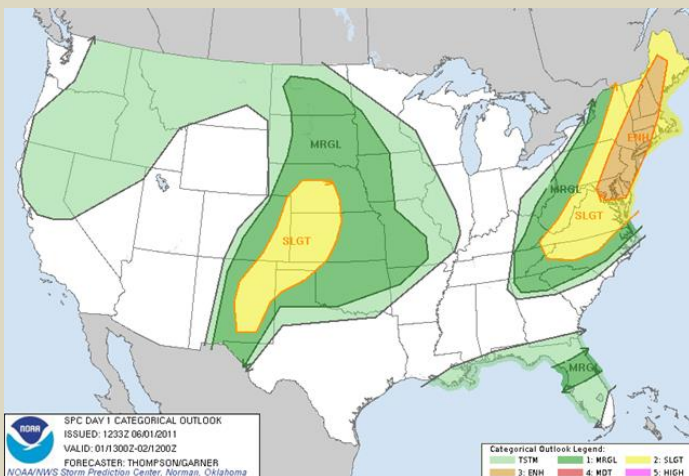 MRGL
SLGT
ENH
MRGL
SLGT
MRGL
NOAA
SPC DAY 1 CATEGORICAL OUTLOOK
ISSUED: 1233Z 06/01/2011
VALID: 01/1300Z-02/1200Z
FORECASTER: THOMPSON/GARNER
NOAA/NWS Storm Prediction Center, Norman, Oklahoma
Categorical Outlook Legend:
TSTM 1: MRGL 2: SLGT
3: ENH 4: MDT 5: HIGH